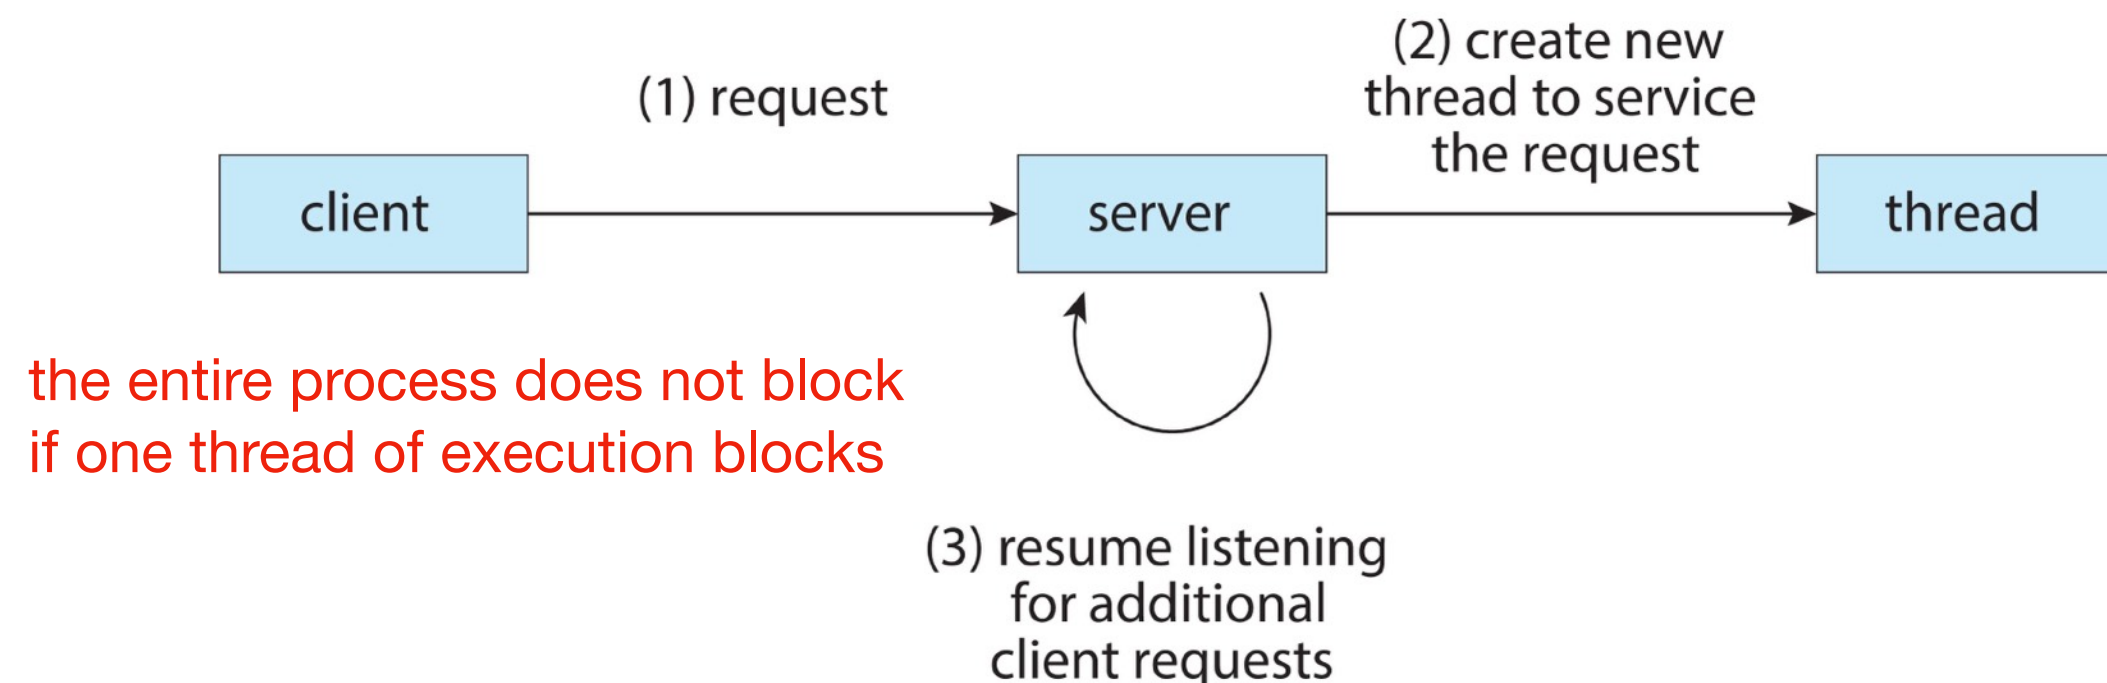 (1) request
(2) create new
thread to service
the request
client
server
thread
the entire process does not block
if one thread of execution blocks
(3) resume listening
for additional
client requests